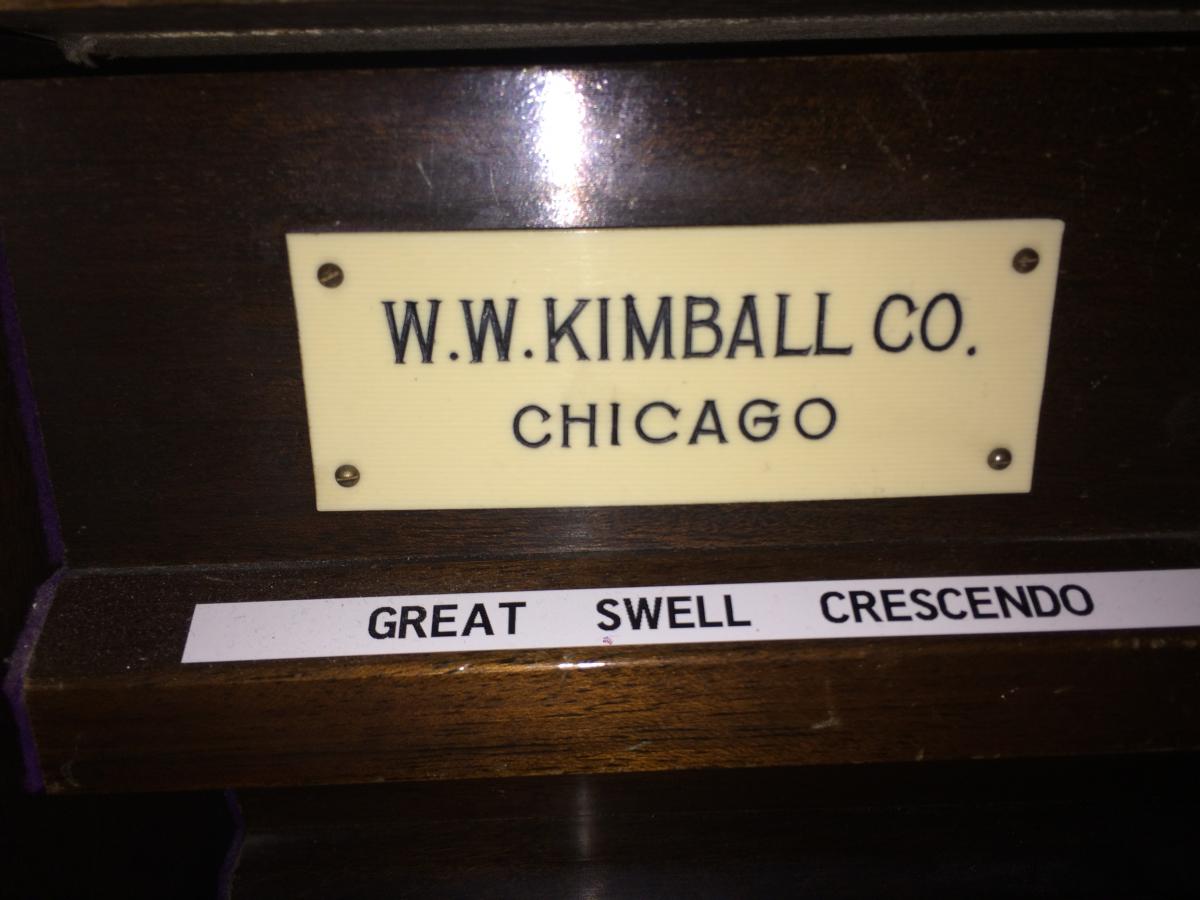 W.W.KIMBALL CO.
CHICAGO
GREAT SWELL CRESCENDO